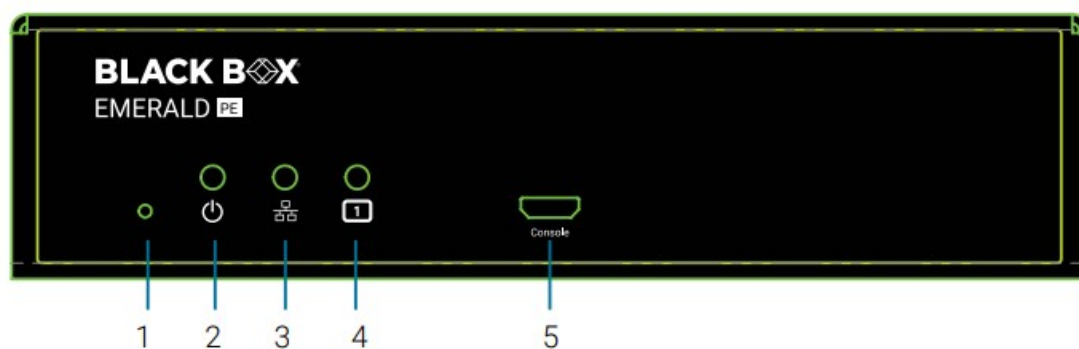 BLACK BOX
EMERALD PE
1
Console
1 2 3 4 5